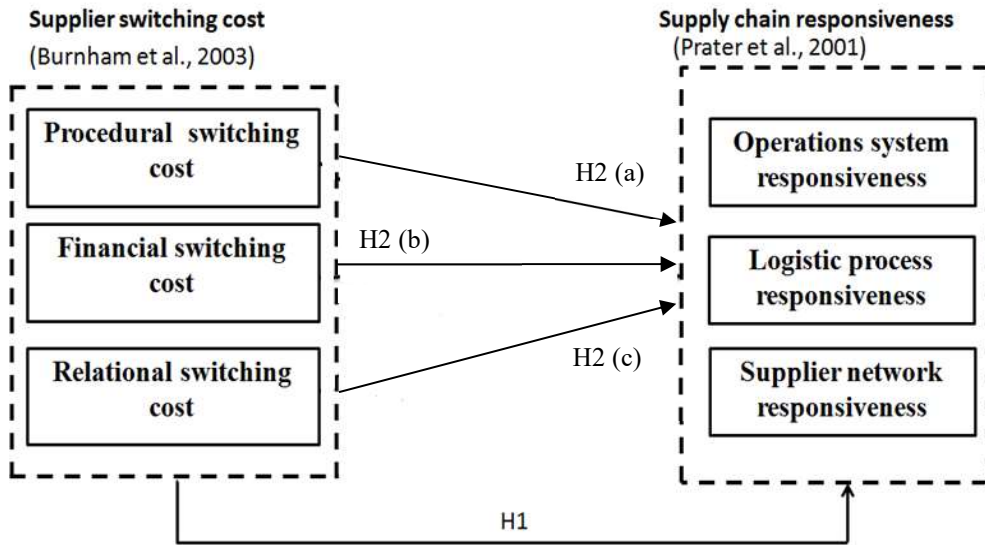 Supplier switching cost
(Burnham et al., 2003)
Supply chain responsiveness
(Prater et al., 2001)
Procedural switching
cost
Financial switching
cost
Relational switching
cost
H2 (a)
H2 (b)
H2 (c)
Operations system
responsiveness
Logistic process
responsiveness
Supplier network
responsiveness
H1